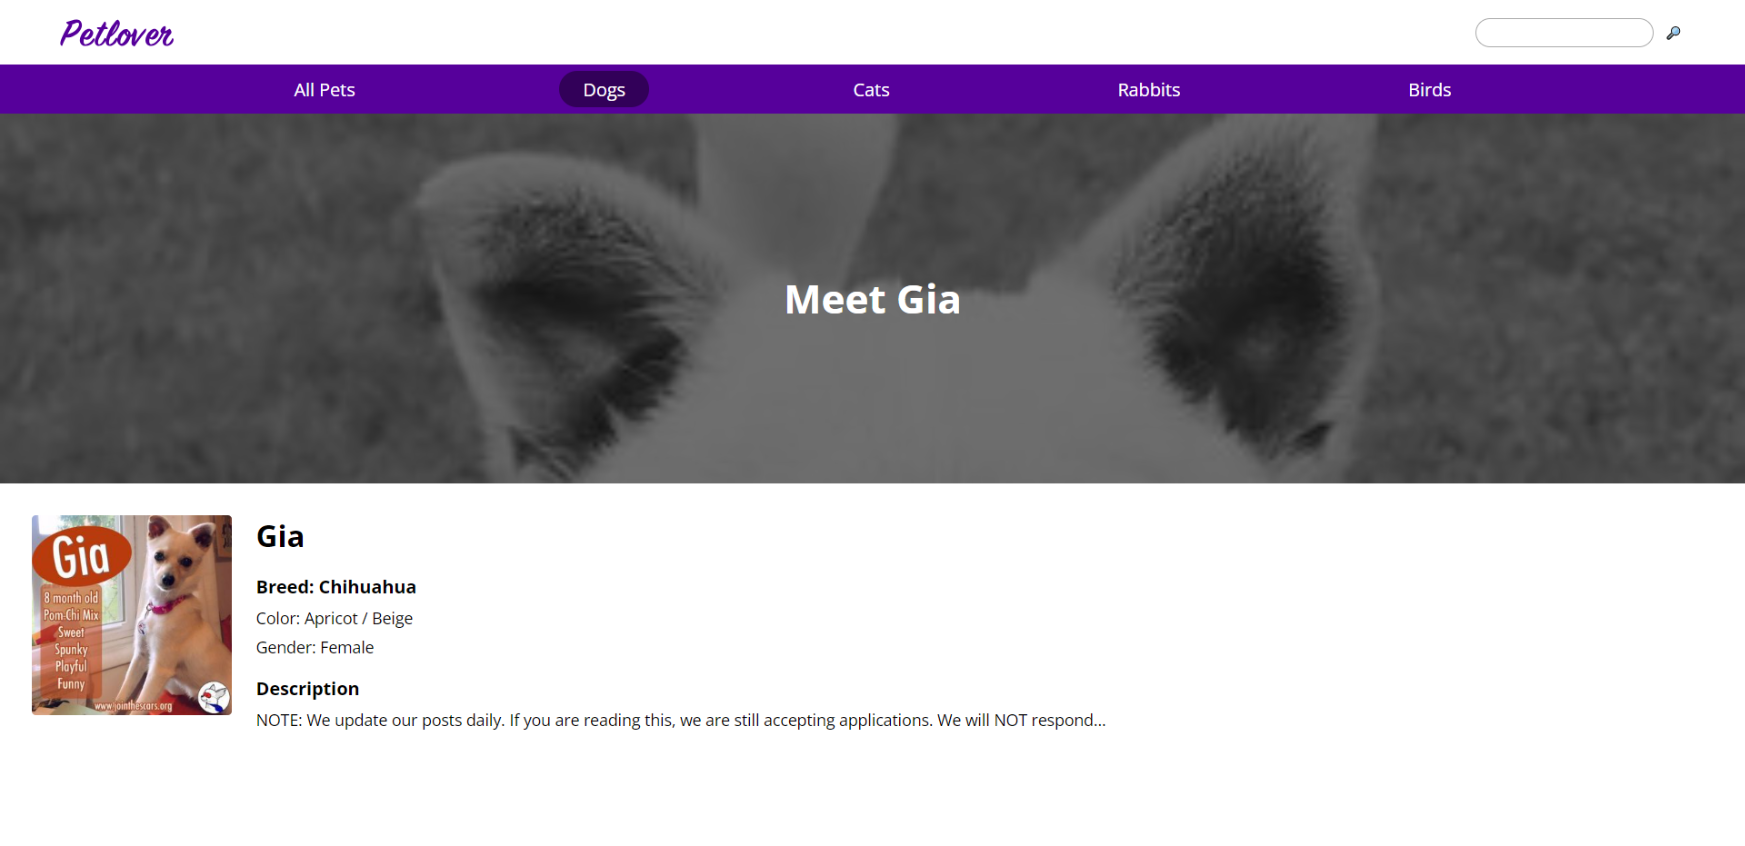 Petlover
All Pets
Dogs
Cats
Rabbits
Birds
Meet Gia
Gia
8 month old
Pom-Chi Mix
Sweet
Spunky
Playful
Funny
www.jointhescars.org
Gia
Breed: Chihuahua
Color: Apricot / Beige
Gender: Female
Description
NOTE: We update our posts daily. If you are reading this, we are still accepting applications. We will NOT respond...